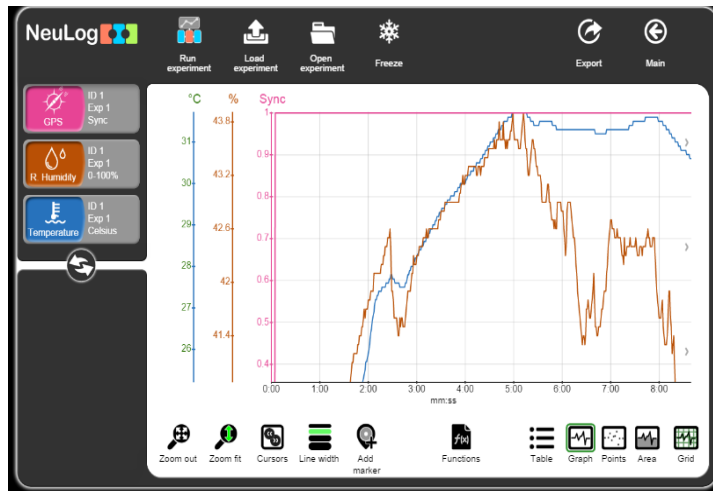 NeuLog
Run experiment
Load experiment
Open experiment
Freeze
Export
Main
GPS
ID 1
Exp 1
Sync
R. Humidity
ID 1
Exp 1
0-100%
Temperature
ID 1
Exp 1
Celsius
°C % Sync
31
30
29
28
27
26
43.8
43.2
42.6
42
41.4
1
0.9
0.8
0.7
0.6
0.5
0.4
0:00 1:00 2:00 3:00 4:00 5:00 6:00 7:00 8:00
mm:ss
Zoom out
Zoom fit
Cursors
Line width
Add marker
f(x)
Functions
Table
Graph
Points
Area
Grid